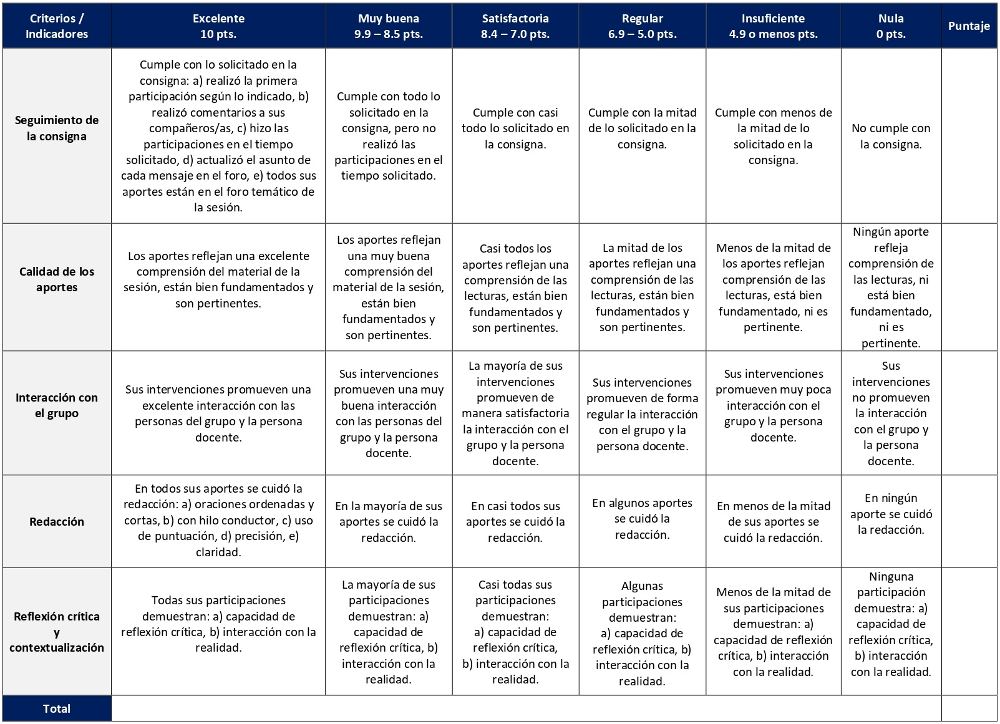 Criterios /
Indicadores
Excelente
10 pts.
Muy buena
9.9 – 8.5 pts.
Satisfactoria
8.4 – 7.0 pts.
Regular
6.9 – 5.0 pts.
Insuficiente
4.9 o menos pts.
Nula
0 pts.
Puntaje
Seguimiento de
la consigna
Cumple con lo solicitado en la
consigna: a) realizó la primera
participación según lo indicado, b)
realizó comentarios a sus
compañeros/as, c) hizo las
participaciones en el tiempo
solicitado, d) actualizó el asunto de
cada mensaje en el foro, e) todos sus
aportes están en el foro temático de
la sesión.
Cumple con todo lo
solicitado en la
consigna, pero no
realizó las
participaciones en el
tiempo solicitado.
Cumple con casi
todo lo solicitado en
la consigna.
Cumple con la mitad
de lo solicitado en la
consigna.
Cumple con menos de
la mitad de lo
solicitado en la
consigna.
No cumple con
la consigna.
Calidad de los
aportes
Los aportes reflejan una excelente
comprensión del material de la
sesión, están bien fundamentados y
son pertinentes.
Los aportes reflejan
una muy buena
comprensión del
material de la sesión,
están bien
fundamentados y
son pertinentes.
Casi todos los
aportes reflejan una
comprensión de las
lecturas, están bien
fundamentados y
son pertinentes.
La mitad de los
aportes reflejan una
comprensión de las
lecturas, están bien
fundamentados y
son pertinentes.
Menos de la mitad de
los aportes reflejan
comprensión de las
lecturas, está bien
fundamentado, ni es
pertinente.
Ningún aporte
refleja
comprensión de
las lecturas, ni
está bien
fundamentado,
ni es
pertinente.
Interacción con
el grupo
Sus intervenciones promueven una
excelente interacción con las
personas del grupo y la persona
docente.
Sus intervenciones
promueven una muy
buena interacción
con las personas del
grupo y la persona
docente.
La mayoría de sus
intervenciones
promueven de
manera satisfactoria
la interacción con el
grupo y la persona
docente.
Sus intervenciones
promueven de forma
regular la interacción
con el grupo y la
persona docente.
Sus intervenciones
promueven muy poca
interacción con el
grupo y la persona
docente.
Sus
intervenciones
no promueven
la interacción
con el grupo y
la persona
docente.
Redacción
En todos sus aportes se cuidó la
redacción: a) oraciones ordenadas y
cortas, b) con hilo conductor, c) uso
de puntuación, d) precisión, e)
claridad.
En la mayoría de sus
aportes se cuidó la
redacción.
En casi todos sus
aportes se cuidó la
redacción.
En algunos aportes
se cuidó la
redacción.
En menos de la mitad
de sus aportes se
cuidó la redacción.
En ningún
aporte se cuidó
la redacción.
Reflexión crítica
y
contextualización
Todas sus participaciones
demuestran: a) capacidad de
reflexión crítica, b) interacción con la
realidad.
La mayoría de sus
participaciones
demuestran: a)
capacidad de
reflexión crítica, b)
interacción con la
realidad.
Casi todas sus
participaciones
demuestran:
a) capacidad de
reflexión crítica,
b) interacción con la
realidad.
Algunas
participaciones
demuestran:
a) capacidad de
reflexión crítica, b)
interacción con la
realidad.
Menos de la mitad de
sus participaciones
demuestran: a)
capacidad de reflexión
crítica, b) interacción
con la realidad.
Ninguna
participación
demuestra: a)
capacidad de
reflexión crítica,
b) interacción
con la realidad.
Total